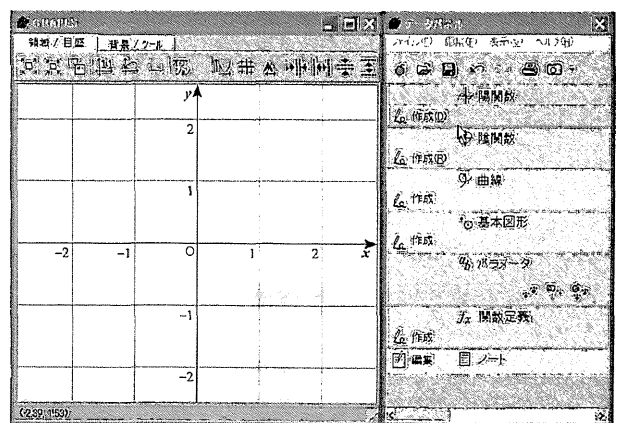 GRAPES
領域／目盛 背景／ツール
y
2
1
-2 -1 O 1 2 x
-1
-2
データパネル
陽関数
作成(D)
陰関数
作成(R)
曲線
作成
基本図形
作成
パラメータ
関数定義
作成
編集 ノート